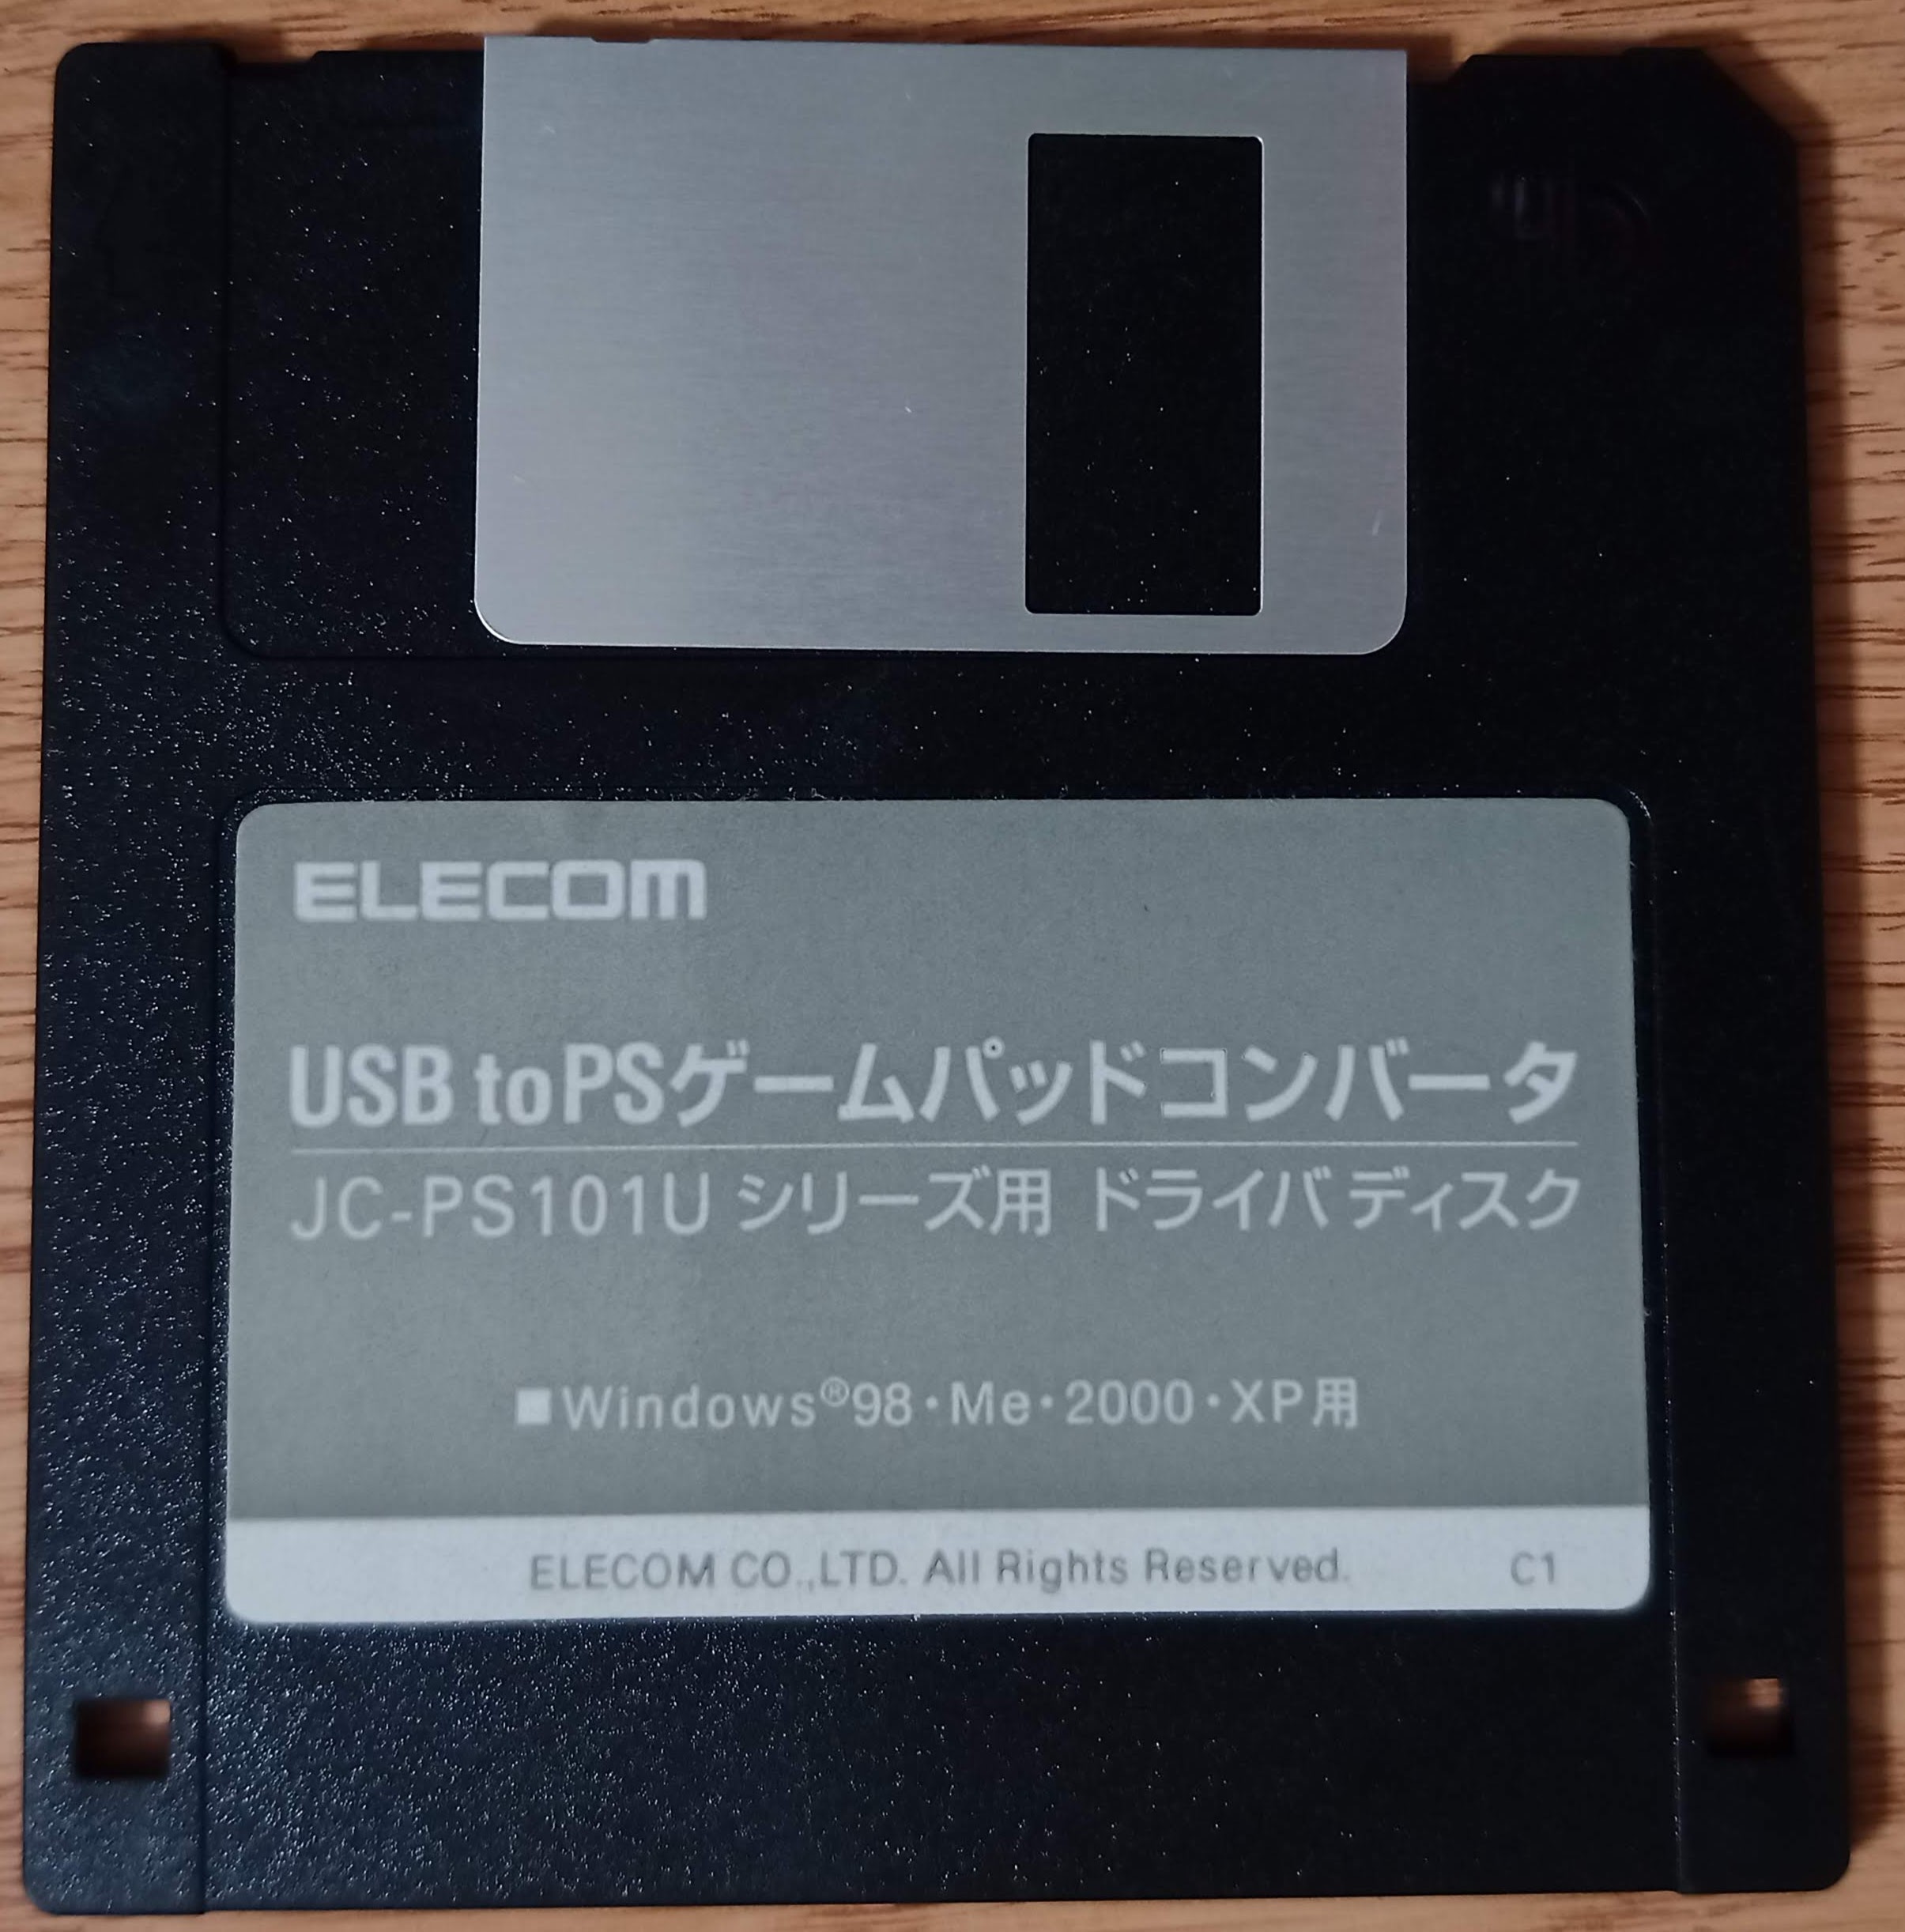 ELECOM
USB to PSゲームパッドコンバータ
JC-PS101U シリーズ用 ドライバ ディスク
■Windows®98・Me・2000・XP用
ELECOM CO.,LTD. All Rights Reserved. C1